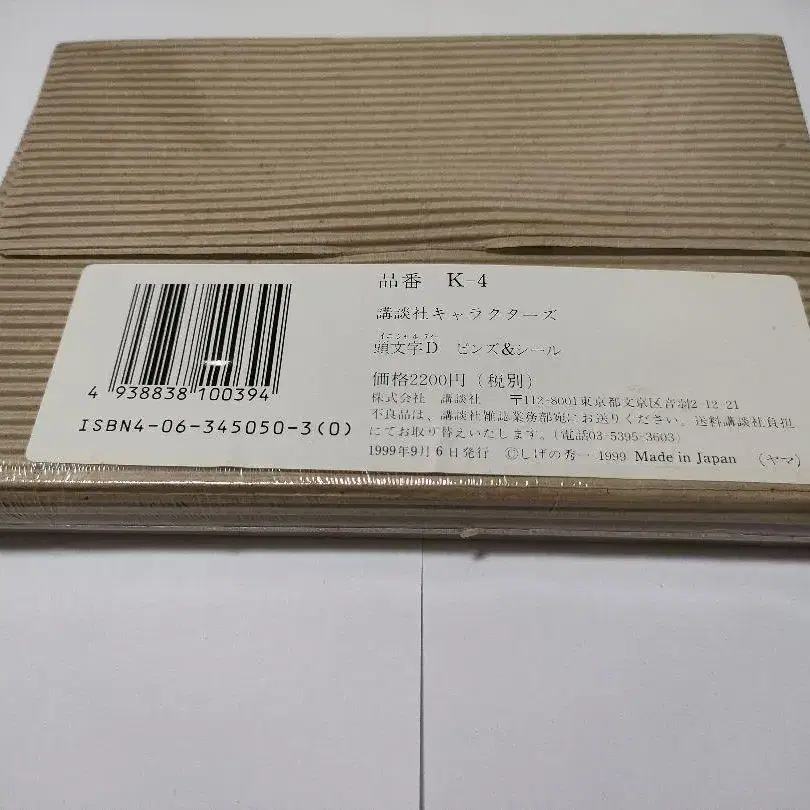 品番 K-4
講談社キャラクターズ
イニシャル ディー
頭文字D ピンズ&シール
価格2200円(税別)
株式会社 講談社 〒112-8001東京都文京区音羽2-12-21
不良品は、講談社雑誌業務部宛にお送りください。送料講談社負担
にてお取り替えいたします。(電話03-5395-3603)
1999年9月6日発行 ©しげの秀一 1999 Made in Japan (ヤマ)
4 938838 100394
ISBN4-06-345050-3(0)